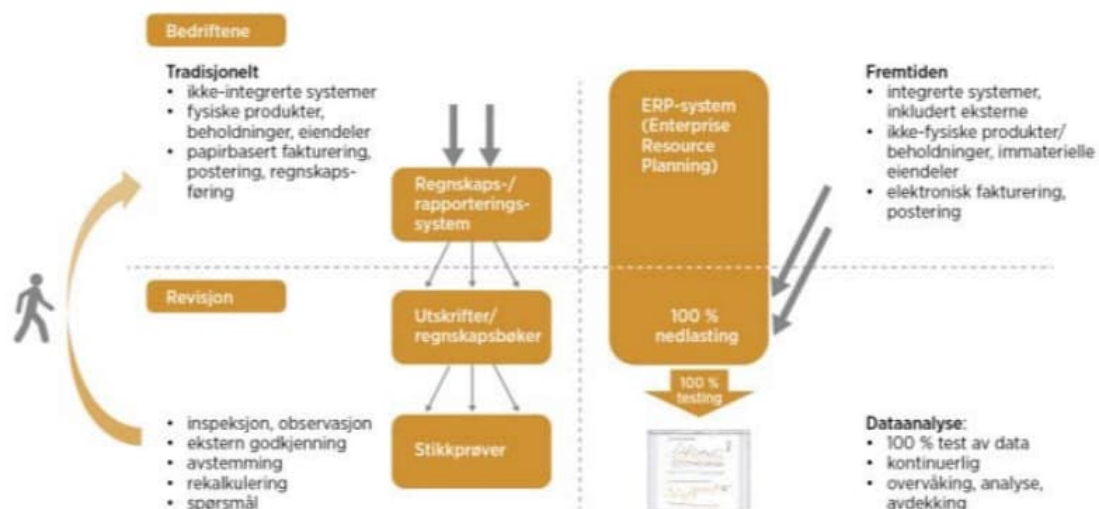 Bedriftene
Tradisjonelt
• ikke-integrerte systemer
• fysiske produkter,
beholdninger, eiendeler
• papirbasert fakturering,
postering, regnskaps-
føring
Regnskaps-/
rapporterings-
system
ERP-system
(Enterprise
Resource
Planning)
Fremtiden
• integrerte systemer,
inkludert eksterne
• ikke-fysiske produkter/
beholdninger, immaterielle
eiendeler
• elektronisk fakturering,
postering
Revisjon
Utskrifter/
regnskapsbøker
100 %
nedlasting
100 %
testing
• inspeksjon, observasjon
• ekstern godkjenning
• avstemming
• rekalkulering
• spørsmål
Stikkprøver
Dataanalyse:
• 100 % test av data
• kontinuerlig
• overvåking, analyse,
avdekking